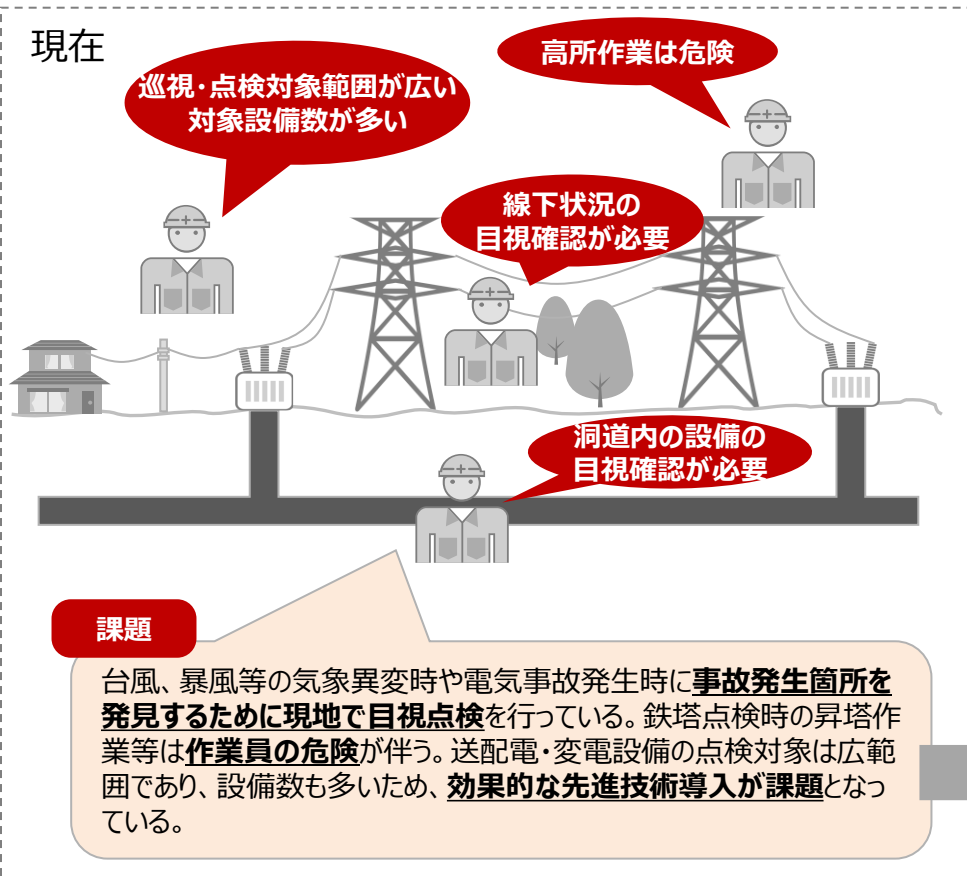 現在
高所作業は危険
巡視・点検対象範囲が広い
対象設備数が多い
線下状況の
目視確認が必要
洞道内の設備の
目視確認が必要
課題
台風、暴風等の気象異変時や電気事故発生時に事故発生箇所を
発見するために現地で目視点検を行っている。鉄塔点検時の昇塔作
業等は作業員の危険が伴う。送配電・変電設備の点検対象は広範
囲であり、設備数も多いため、効果的な先進技術導入が課題となっ
ている。